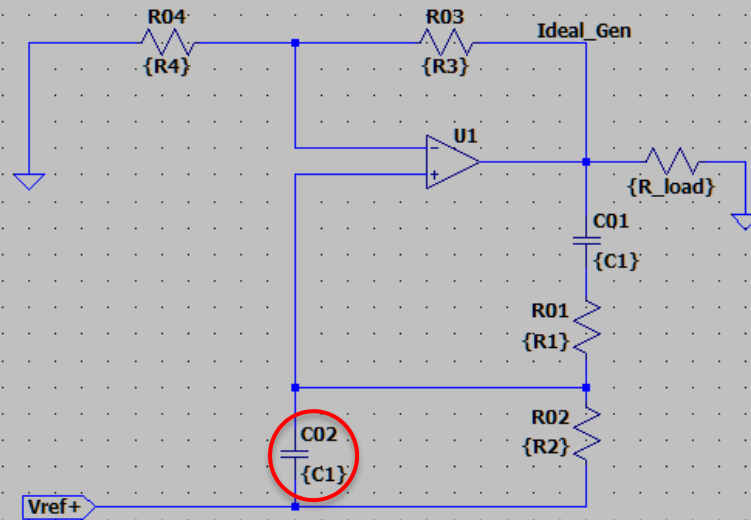 R04
{R4}
R03
{R3}
Ideal_Gen
U1
-
+
{R_load}
C01
{C1}
R01
{R1}
R02
{R2}
C02
{C1}
Vref+